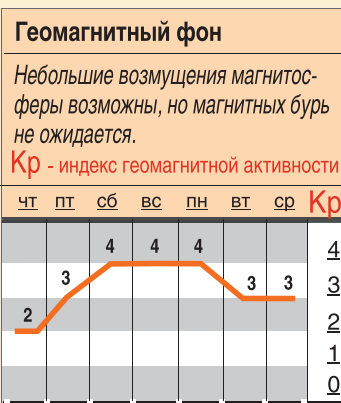 Геомагнитный фон
Небольшие возмущения магнитос-
феры возможны, но магнитных бурь
не ожидается.
Kp - индекс геомагнитной активности
чт пт сб вс пн вт ср Kp
4 4 4 4
3 3 3 3
2 2
1
0